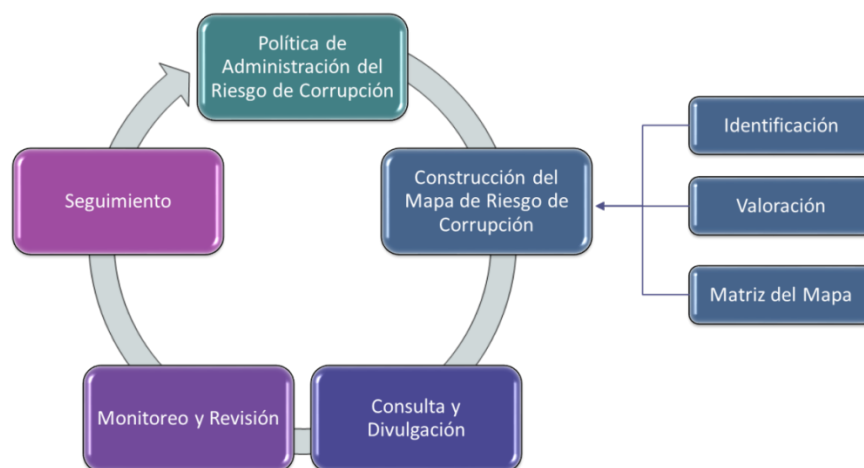 Política de
Administración del
Riesgo de Corrupción
Construcción del
Mapa de Riesgo de
Corrupción
Identificación
Valoración
Matriz del Mapa
Consulta y
Divulgación
Monitoreo y Revisión
Seguimiento